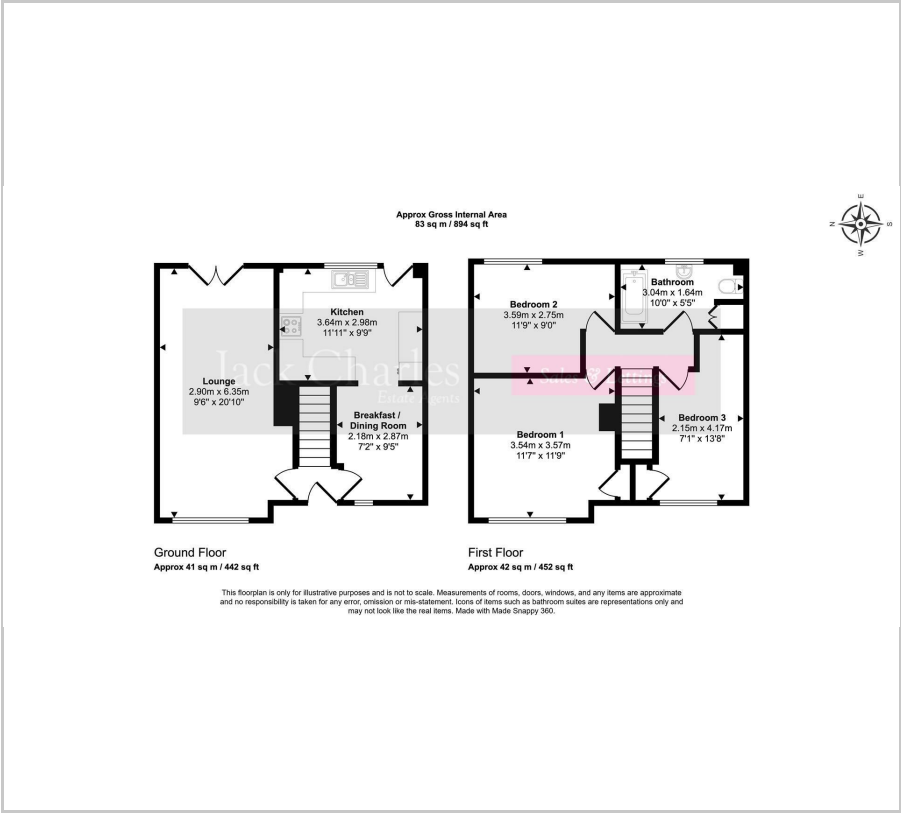 Approx Gross Internal Area
83 sq m / 894 sq ft
E
N
S
W
Kitchen
3.64m x 2.98m
11'11" x 9'9"
Lounge
2.90m x 6.35m
9'6" x 20'10"
Breakfast /
Dining Room
2.18m x 2.87m
7'2" x 9'5"
Bedroom 2
3.59m x 2.75m
11'9" x 9'0"
Bathroom
3.04m x 1.64m
10'0" x 5'5"
Bedroom 1
3.54m x 3.57m
11'7" x 11'9"
Bedroom 3
2.15m x 4.17m
7'1" x 13'8"
Jack Charles
Estate Agents
Sales & Letting
Ground Floor
Approx 41 sq m / 442 sq ft
First Floor
Approx 42 sq m / 452 sq ft
This floorplan is only for illustrative purposes and is not to scale. Measurements of rooms, doors, windows, and any items are approximate
and no responsibility is taken for any error, omission or mis-statement. Icons of items such as bathroom suites are representations only and
may not look like the real items. Made with Made Snappy 360.